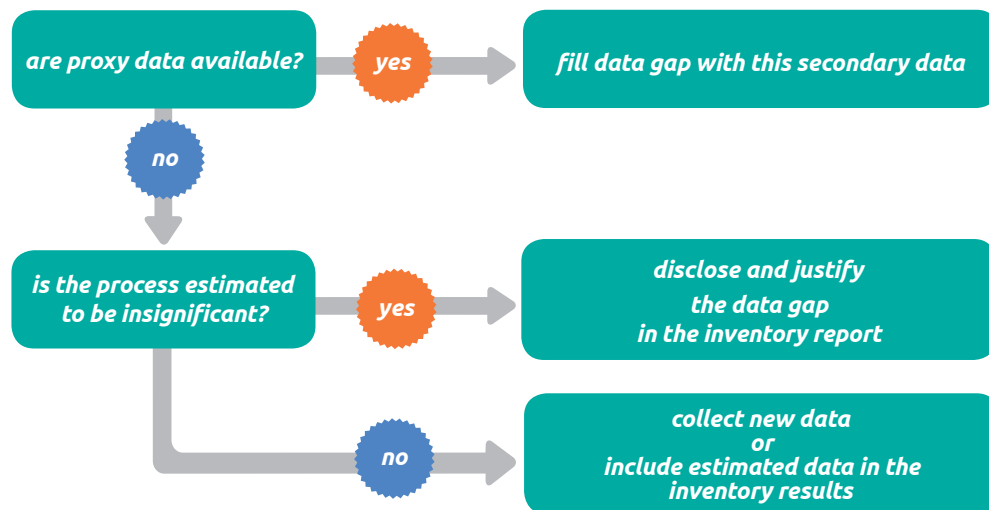 are proxy data available?
yes
fill data gap with this secondary data
no
is the process estimated
to be insignificant?
yes
disclose and justify
the data gap
in the inventory report
no
collect new data
or
include estimated data in the
inventory results